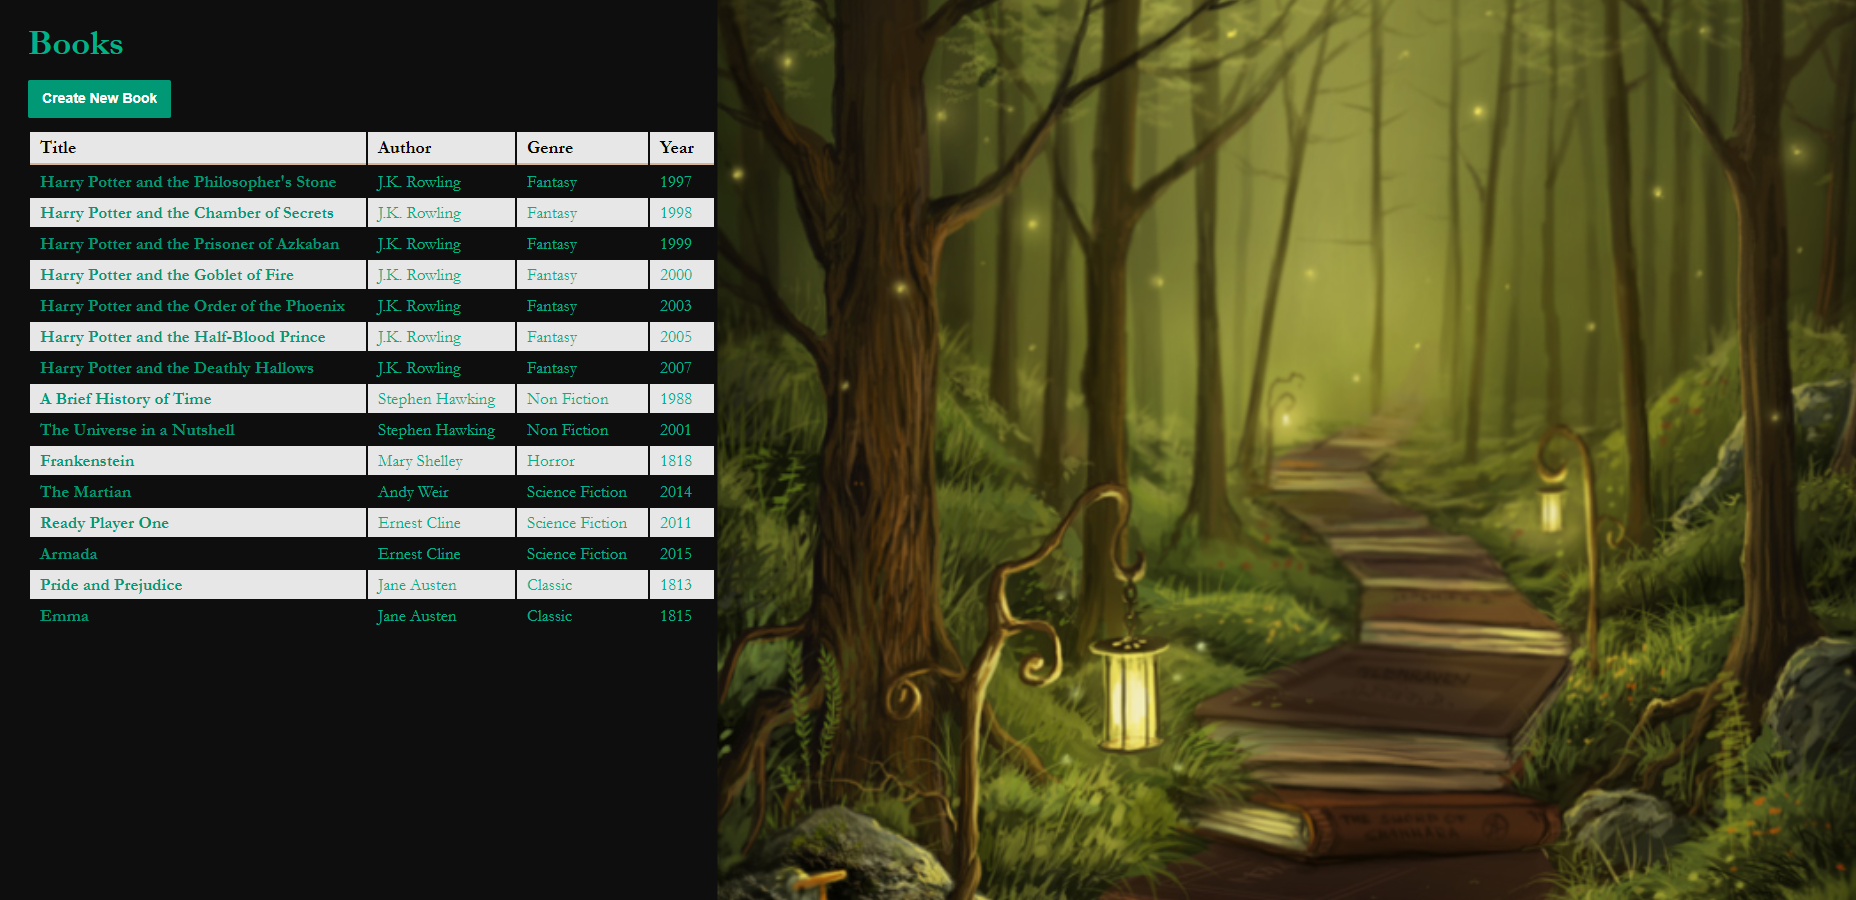 Books
Create New Book
Title Author Genre Year
Harry Potter and the Philosopher's Stone J.K. Rowling Fantasy 1997
Harry Potter and the Chamber of Secrets J.K. Rowling Fantasy 1998
Harry Potter and the Prisoner of Azkaban J.K. Rowling Fantasy 1999
Harry Potter and the Goblet of Fire J.K. Rowling Fantasy 2000
Harry Potter and the Order of the Phoenix J.K. Rowling Fantasy 2003
Harry Potter and the Half-Blood Prince J.K. Rowling Fantasy 2005
Harry Potter and the Deathly Hallows J.K. Rowling Fantasy 2007
A Brief History of Time Stephen Hawking Non Fiction 1988
The Universe in a Nutshell Stephen Hawking Non Fiction 2001
Frankenstein Mary Shelley Horror 1818
The Martian Andy Weir Science Fiction 2014
Ready Player One Ernest Cline Science Fiction 2011
Armada Ernest Cline Science Fiction 2015
Pride and Prejudice Jane Austen Classic 1813
Emma Jane Austen Classic 1815
THE SWORD OF